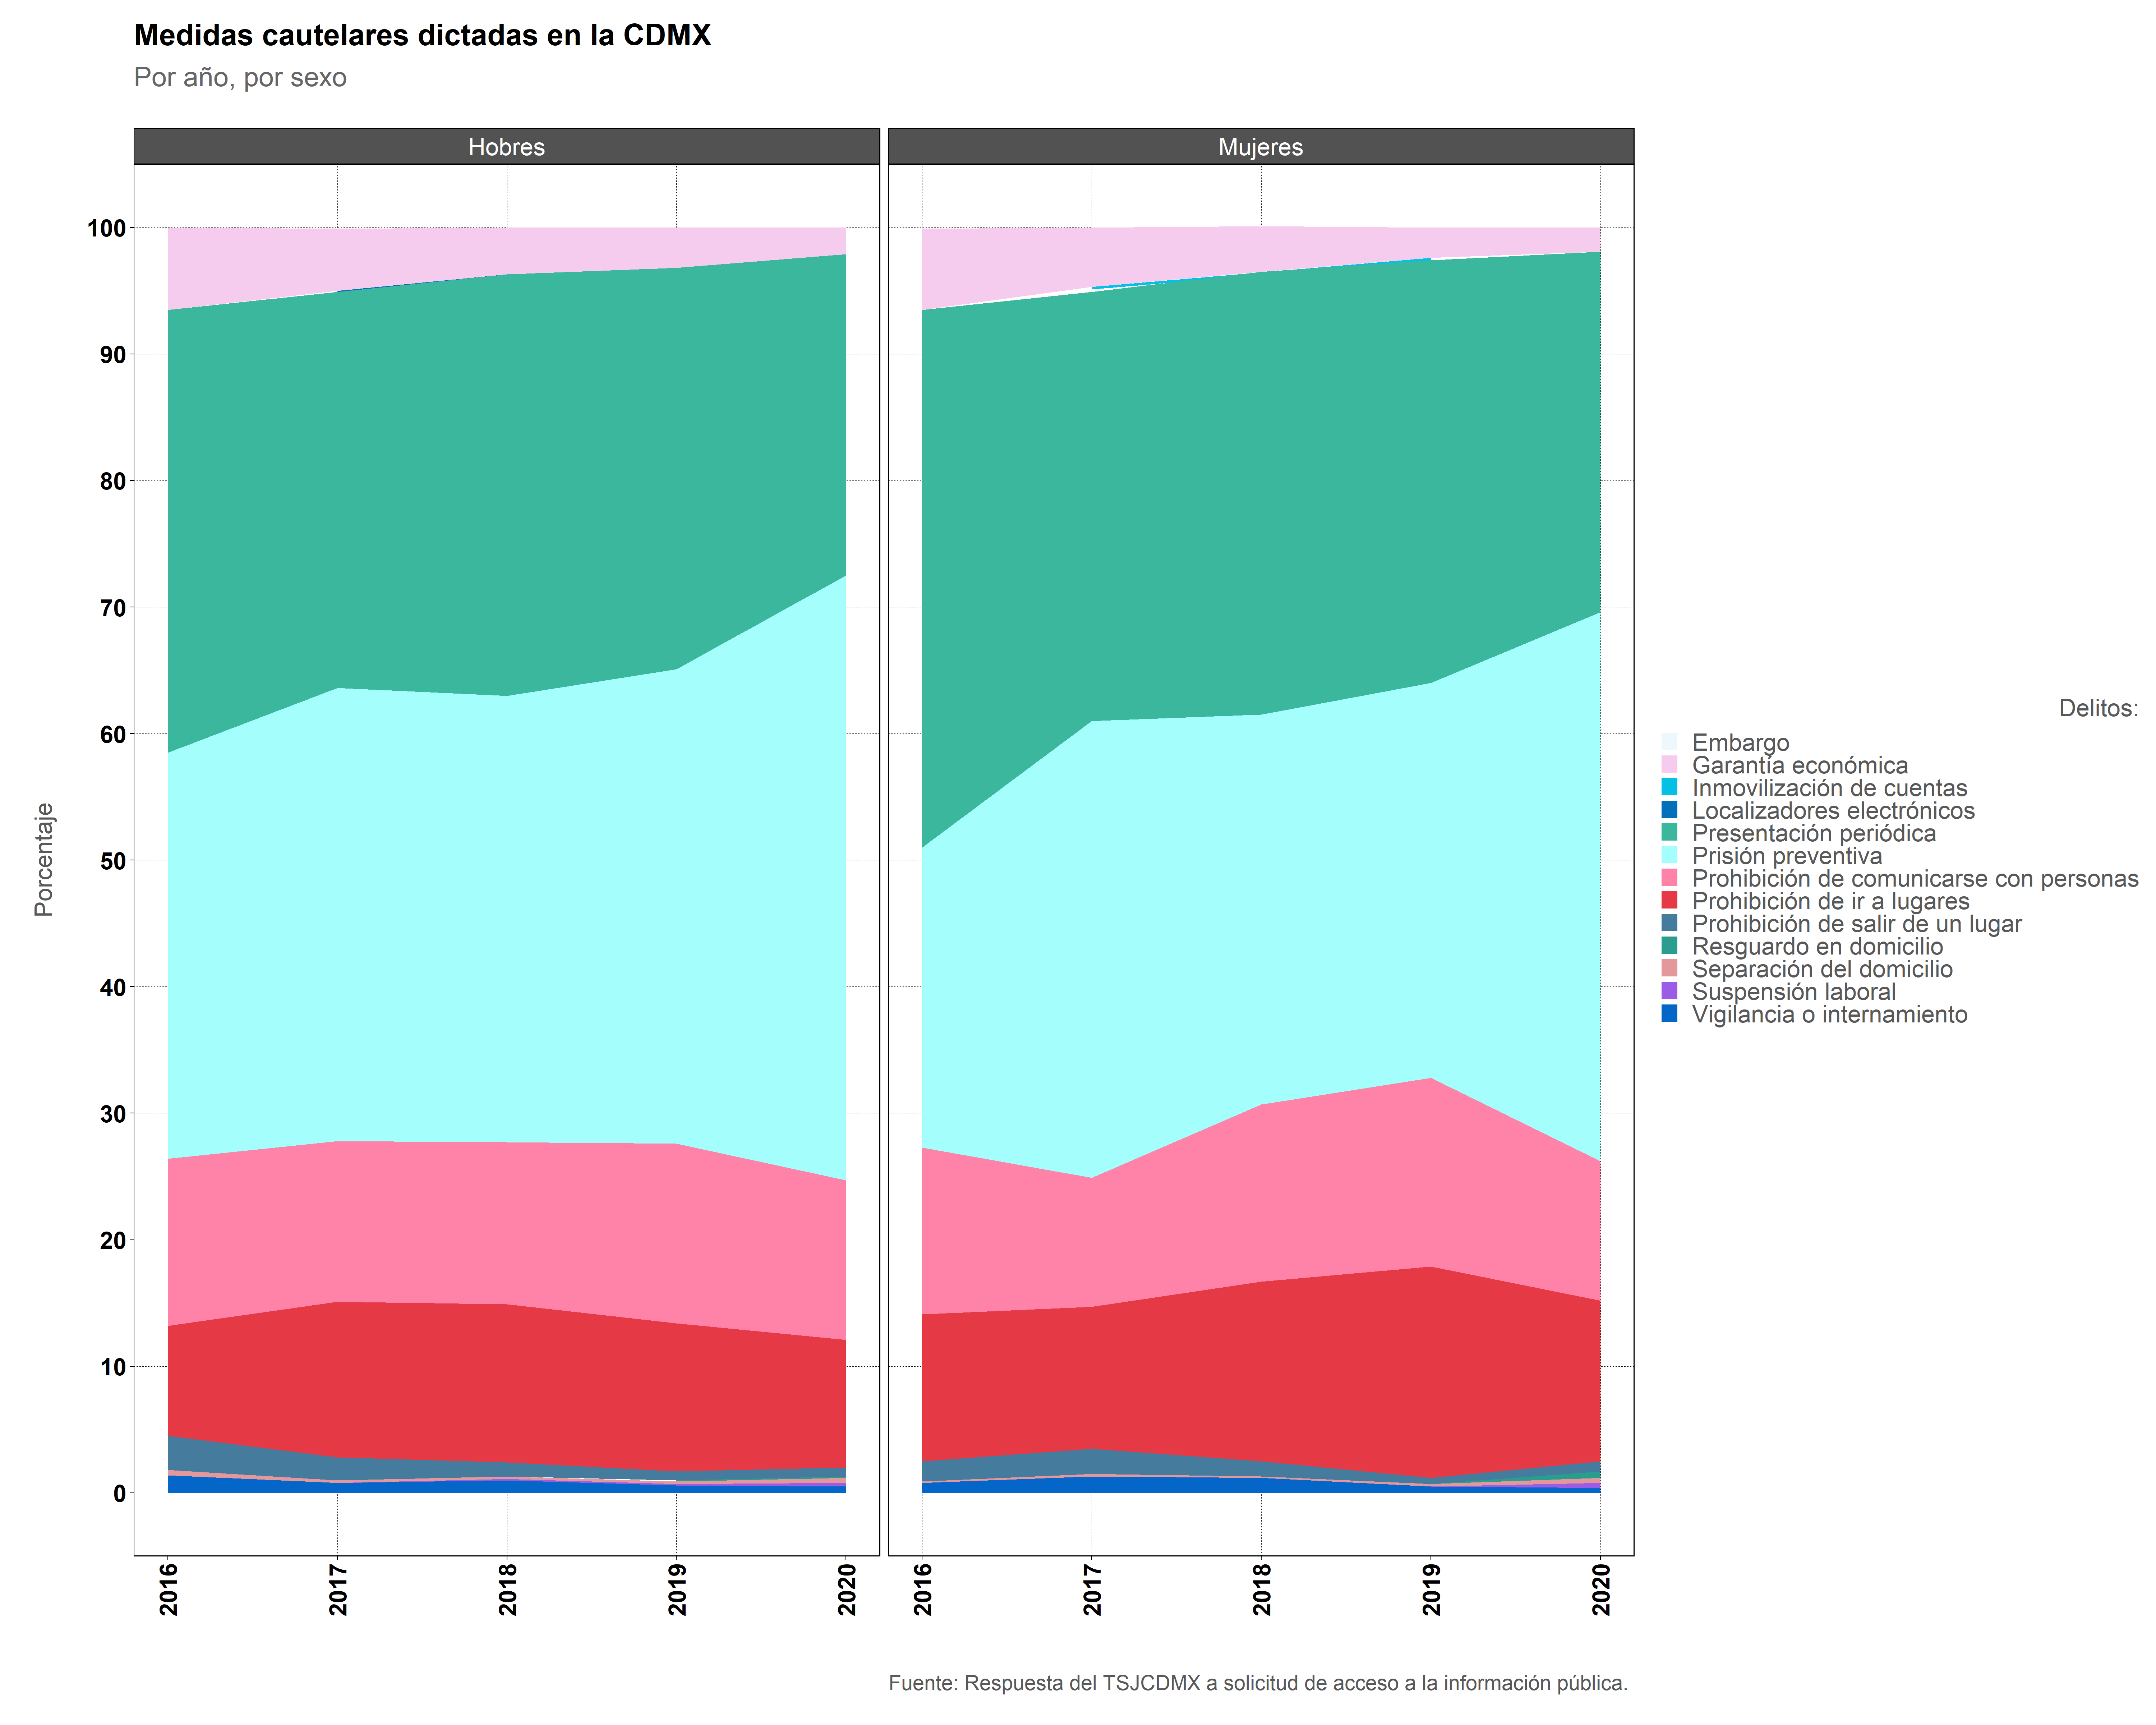 Medidas cautelares dictadas en la CDMX
Por año, por sexo
Hobres
Mujeres
Porcentaje
100
90
80
70
60
50
40
30
20
10
0
2016
2017
2018
2019
2020
2016
2017
2018
2019
2020
Delitos:
Embargo
Garantía económica
Inmovilización de cuentas
Localizadores electrónicos
Presentación periódica
Prisión preventiva
Prohibición de comunicarse con personas
Prohibición de ir a lugares
Prohibición de salir de un lugar
Resguardo en domicilio
Separación del domicilio
Suspensión laboral
Vigilancia o internamiento
Fuente: Respuesta del TSJCDMX a solicitud de acceso a la información pública.